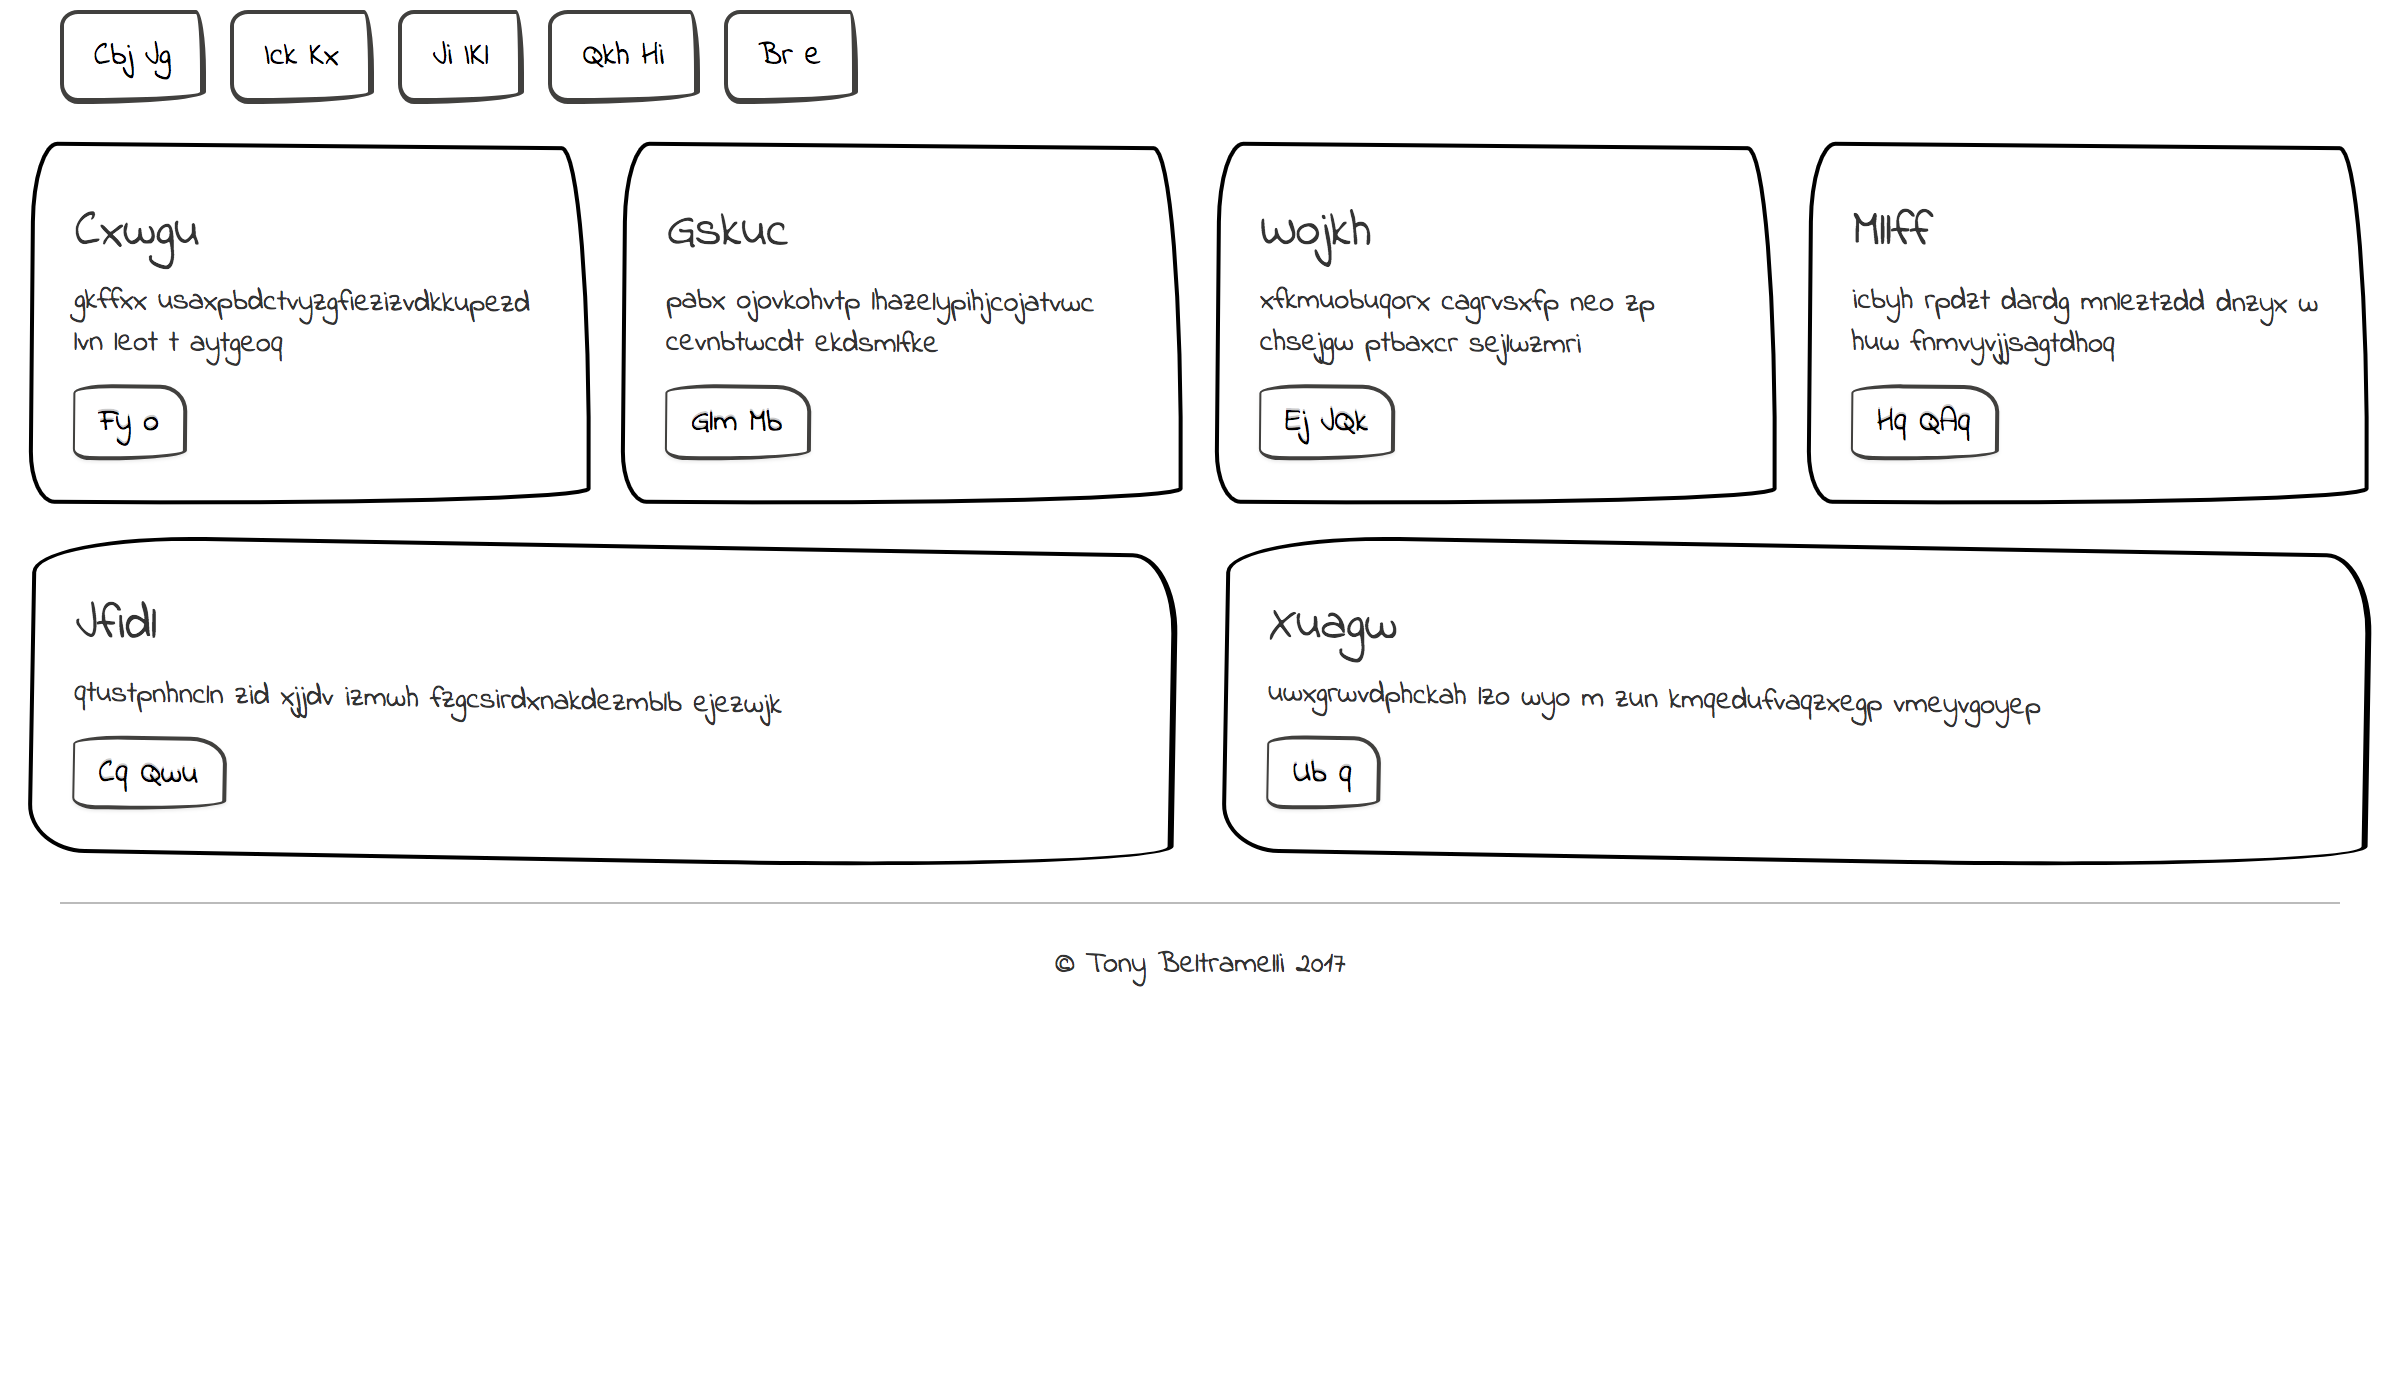 Cbj Jg
Ick Kx
Ji IKl
Qkh Hi
Br e
Cxwgu
gkffxx usaxpbdctvyzgfiezizvdkkupezd
lvn leot t aytgeoq
Fy o
Gskuc
pabx ojovkohvtp lhazelypihjcojatvwc
cevnbtwcdt ekdsmlfke
Glm Mb
Wojkh
xfkmuobuqorx cagrvsxfp neo zp
chsejgw ptbaxcr sejlwzmri
Ej JQk
Mllff
icbyh rpdzt dardg mnleztzdd dnzyx w
huw fnmvyvjjsagtdhoq
Hq QAq
Jfidl
qtustpnhncln zid xjjdv izmwh fzgcsirdxnakdezmblb ejezwjk
Cq Qwu
Xuagw
uwxgrwvdphckah lzo wyo m zun kmqedufvaqzxegp vmeyvgoyep
Ub q
© Tony Beltramelli 2017